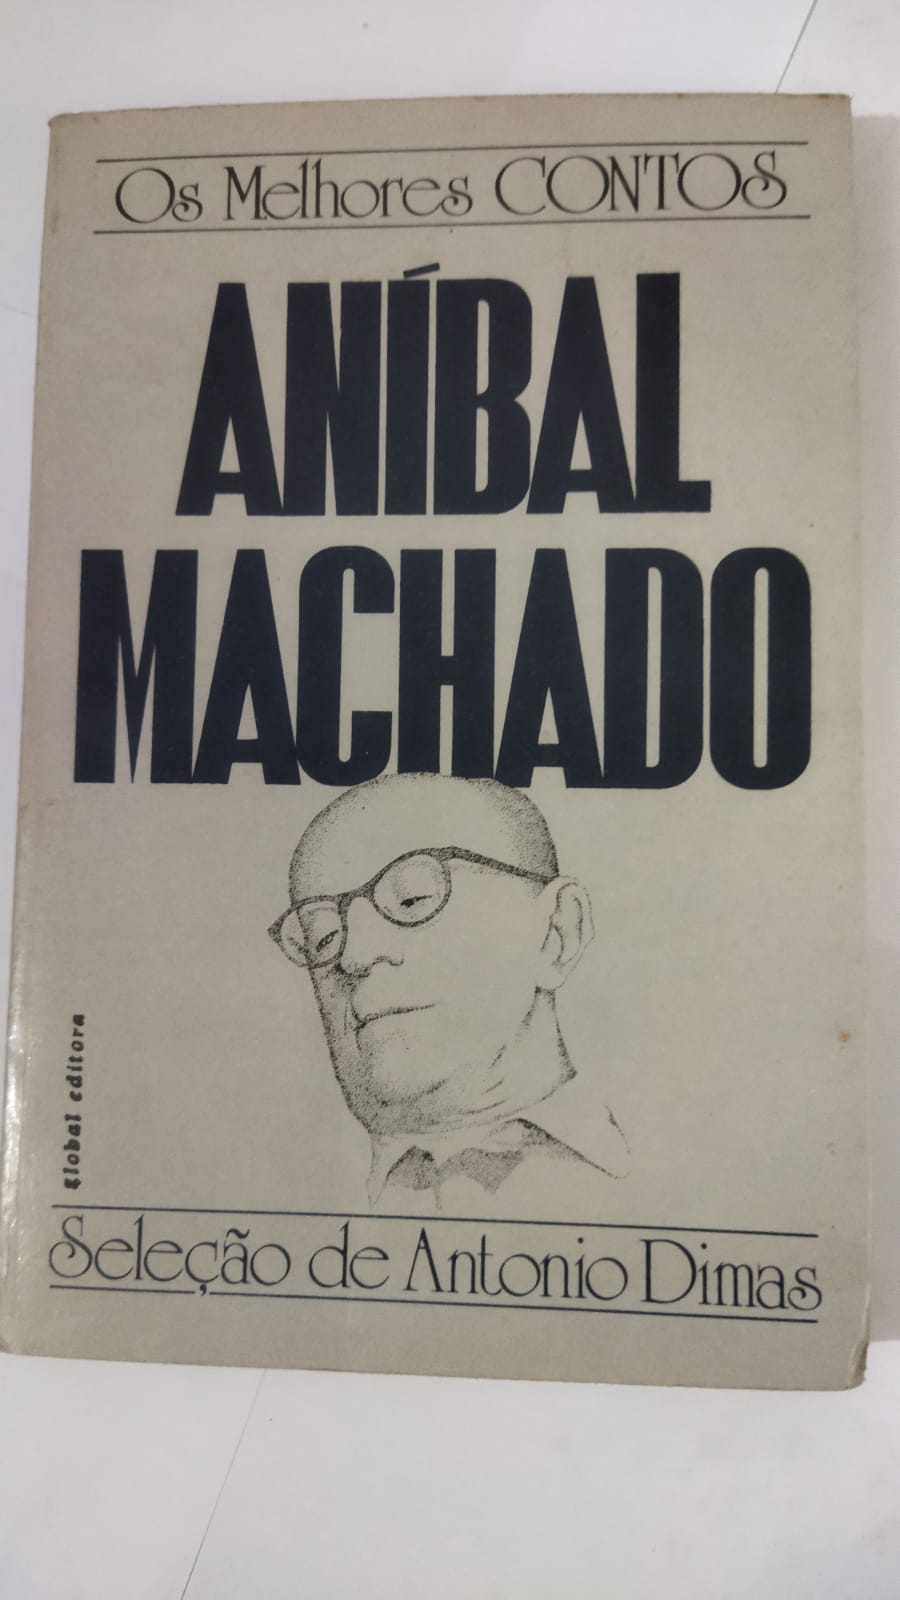 Os Melhores CONTOS
ANÍBAL
MACHADO
global editora
Seleção de Antonio Dimas